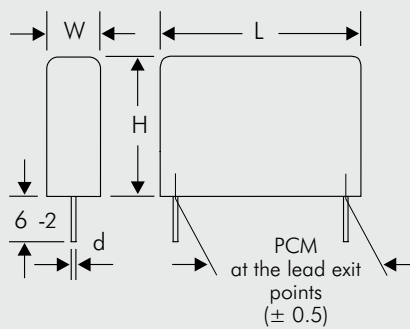 W
L
H
6 -2
d
PCM
at the lead exit
points
(± 0.5)